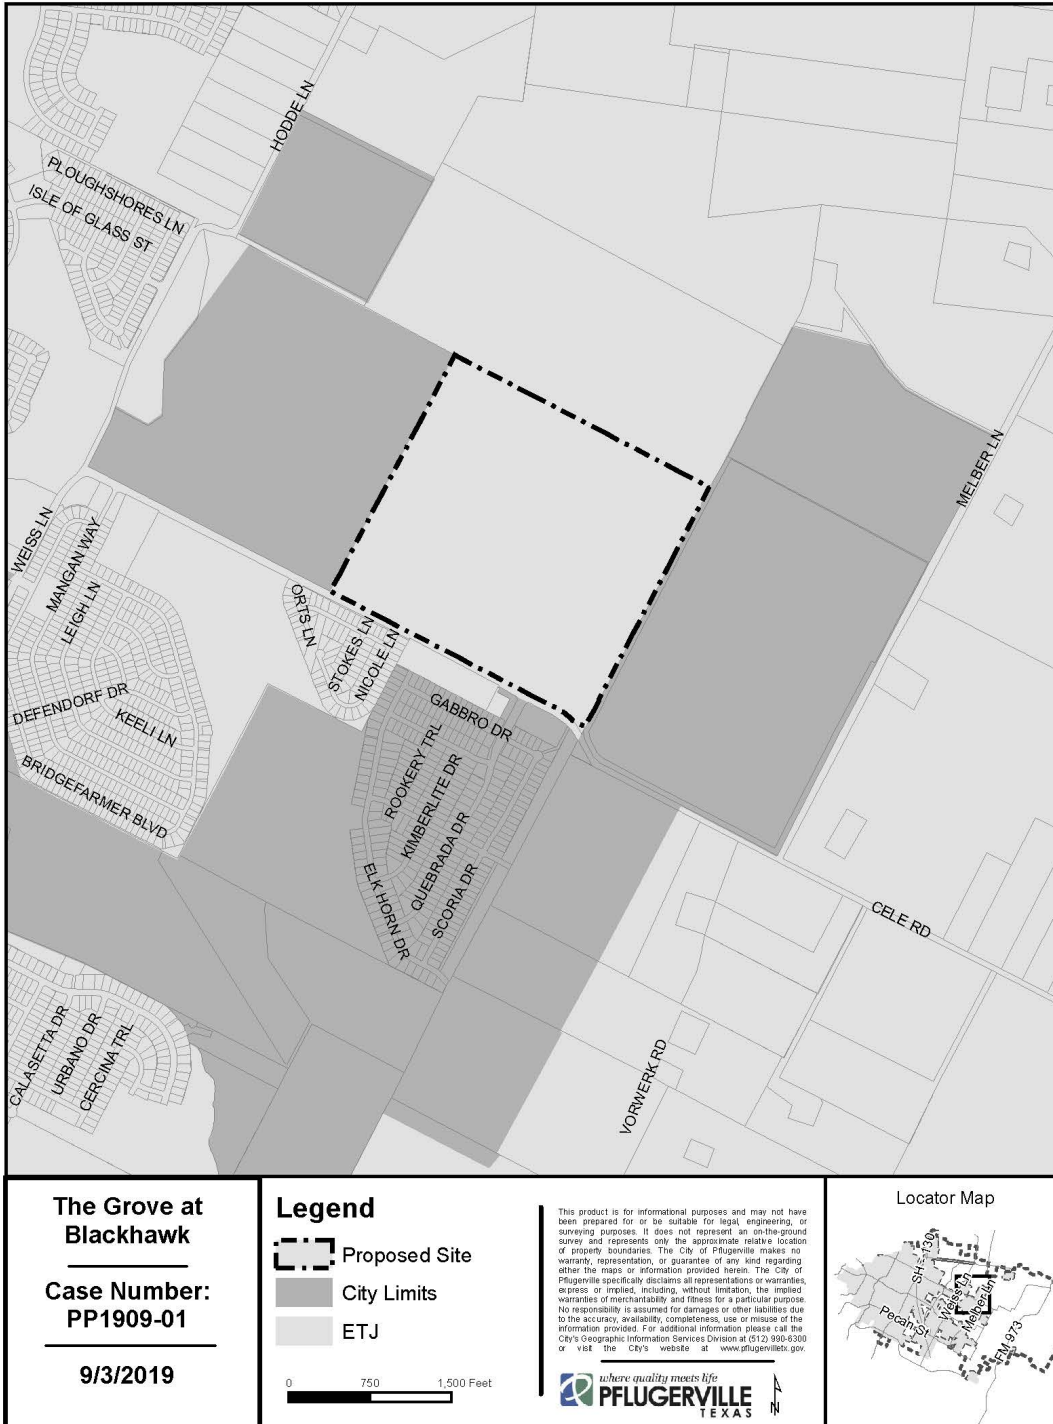 HODDE LN
PLOUGHSHORES LN
ISLE OF GLASS ST
MELBER LN
WEISS LN
MANGAN WAY
LEIGH LN
ORTS LN
STOKES LN
NICOLE LN
DEFENDORF DR
KEELI LN
GABBRO DR
BRIDGEFARMER BLVD
ROOKERY TRL
KIMBERLITE DR
QUEBRADA DR
SCORIA DR
ELK HORN DR
CELE RD
CALASETTA DR
URBANO DR
CERCINA TRL
VORWERK RD
The Grove at
Blackhawk
Case Number:
PP1909-01
9/3/2019
Legend
Proposed Site
City Limits
ETJ
0 750 1,500 Feet
This product is for informational purposes and may not have
been prepared for or be suitable for legal, engineering, or
surveying purposes. It does not represent an on-the-ground
survey and represents only the approximate relative location
of property boundaries. The City of Pflugerville makes no
warranty, representation, or guarantee of any kind regarding
either the maps or information provided herein. The City of
Pflugerville specifically disclaims all representations or warranties,
express or implied, including, without limitation, the implied
warranties of merchantability and fitness for a particular purpose.
No responsibility is assumed for damages or other liabilities due
to the accuracy, availability, completeness, use or misuse of the
information provided. For additional information please call the
City's Geographic Information Services Division at (512) 990-6300
or visit the City's website at www.pflugervilletx.gov.
where quality meets life
PFLUGERVILLE
TEXAS
N
Locator Map
SH - 130
Weiss Ln
Melber Ln
Pecan St
FM 973